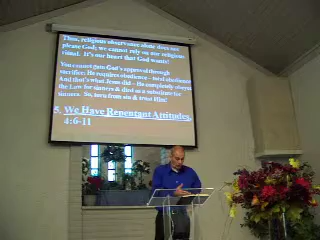 Thus, religious observance alone does not
please God; we cannot rely on our religious
ritual. It's our heart that God wants!
You cannot gain God's approval through
sacrifice. He requires obedience - total obedience
And that's what Jesus did - He completely obeyed
the Law for sinners & died as a substitute for
sinners. So, turn from sin & trust Him!
5. We Have Repentant Attitudes,
4:6-11